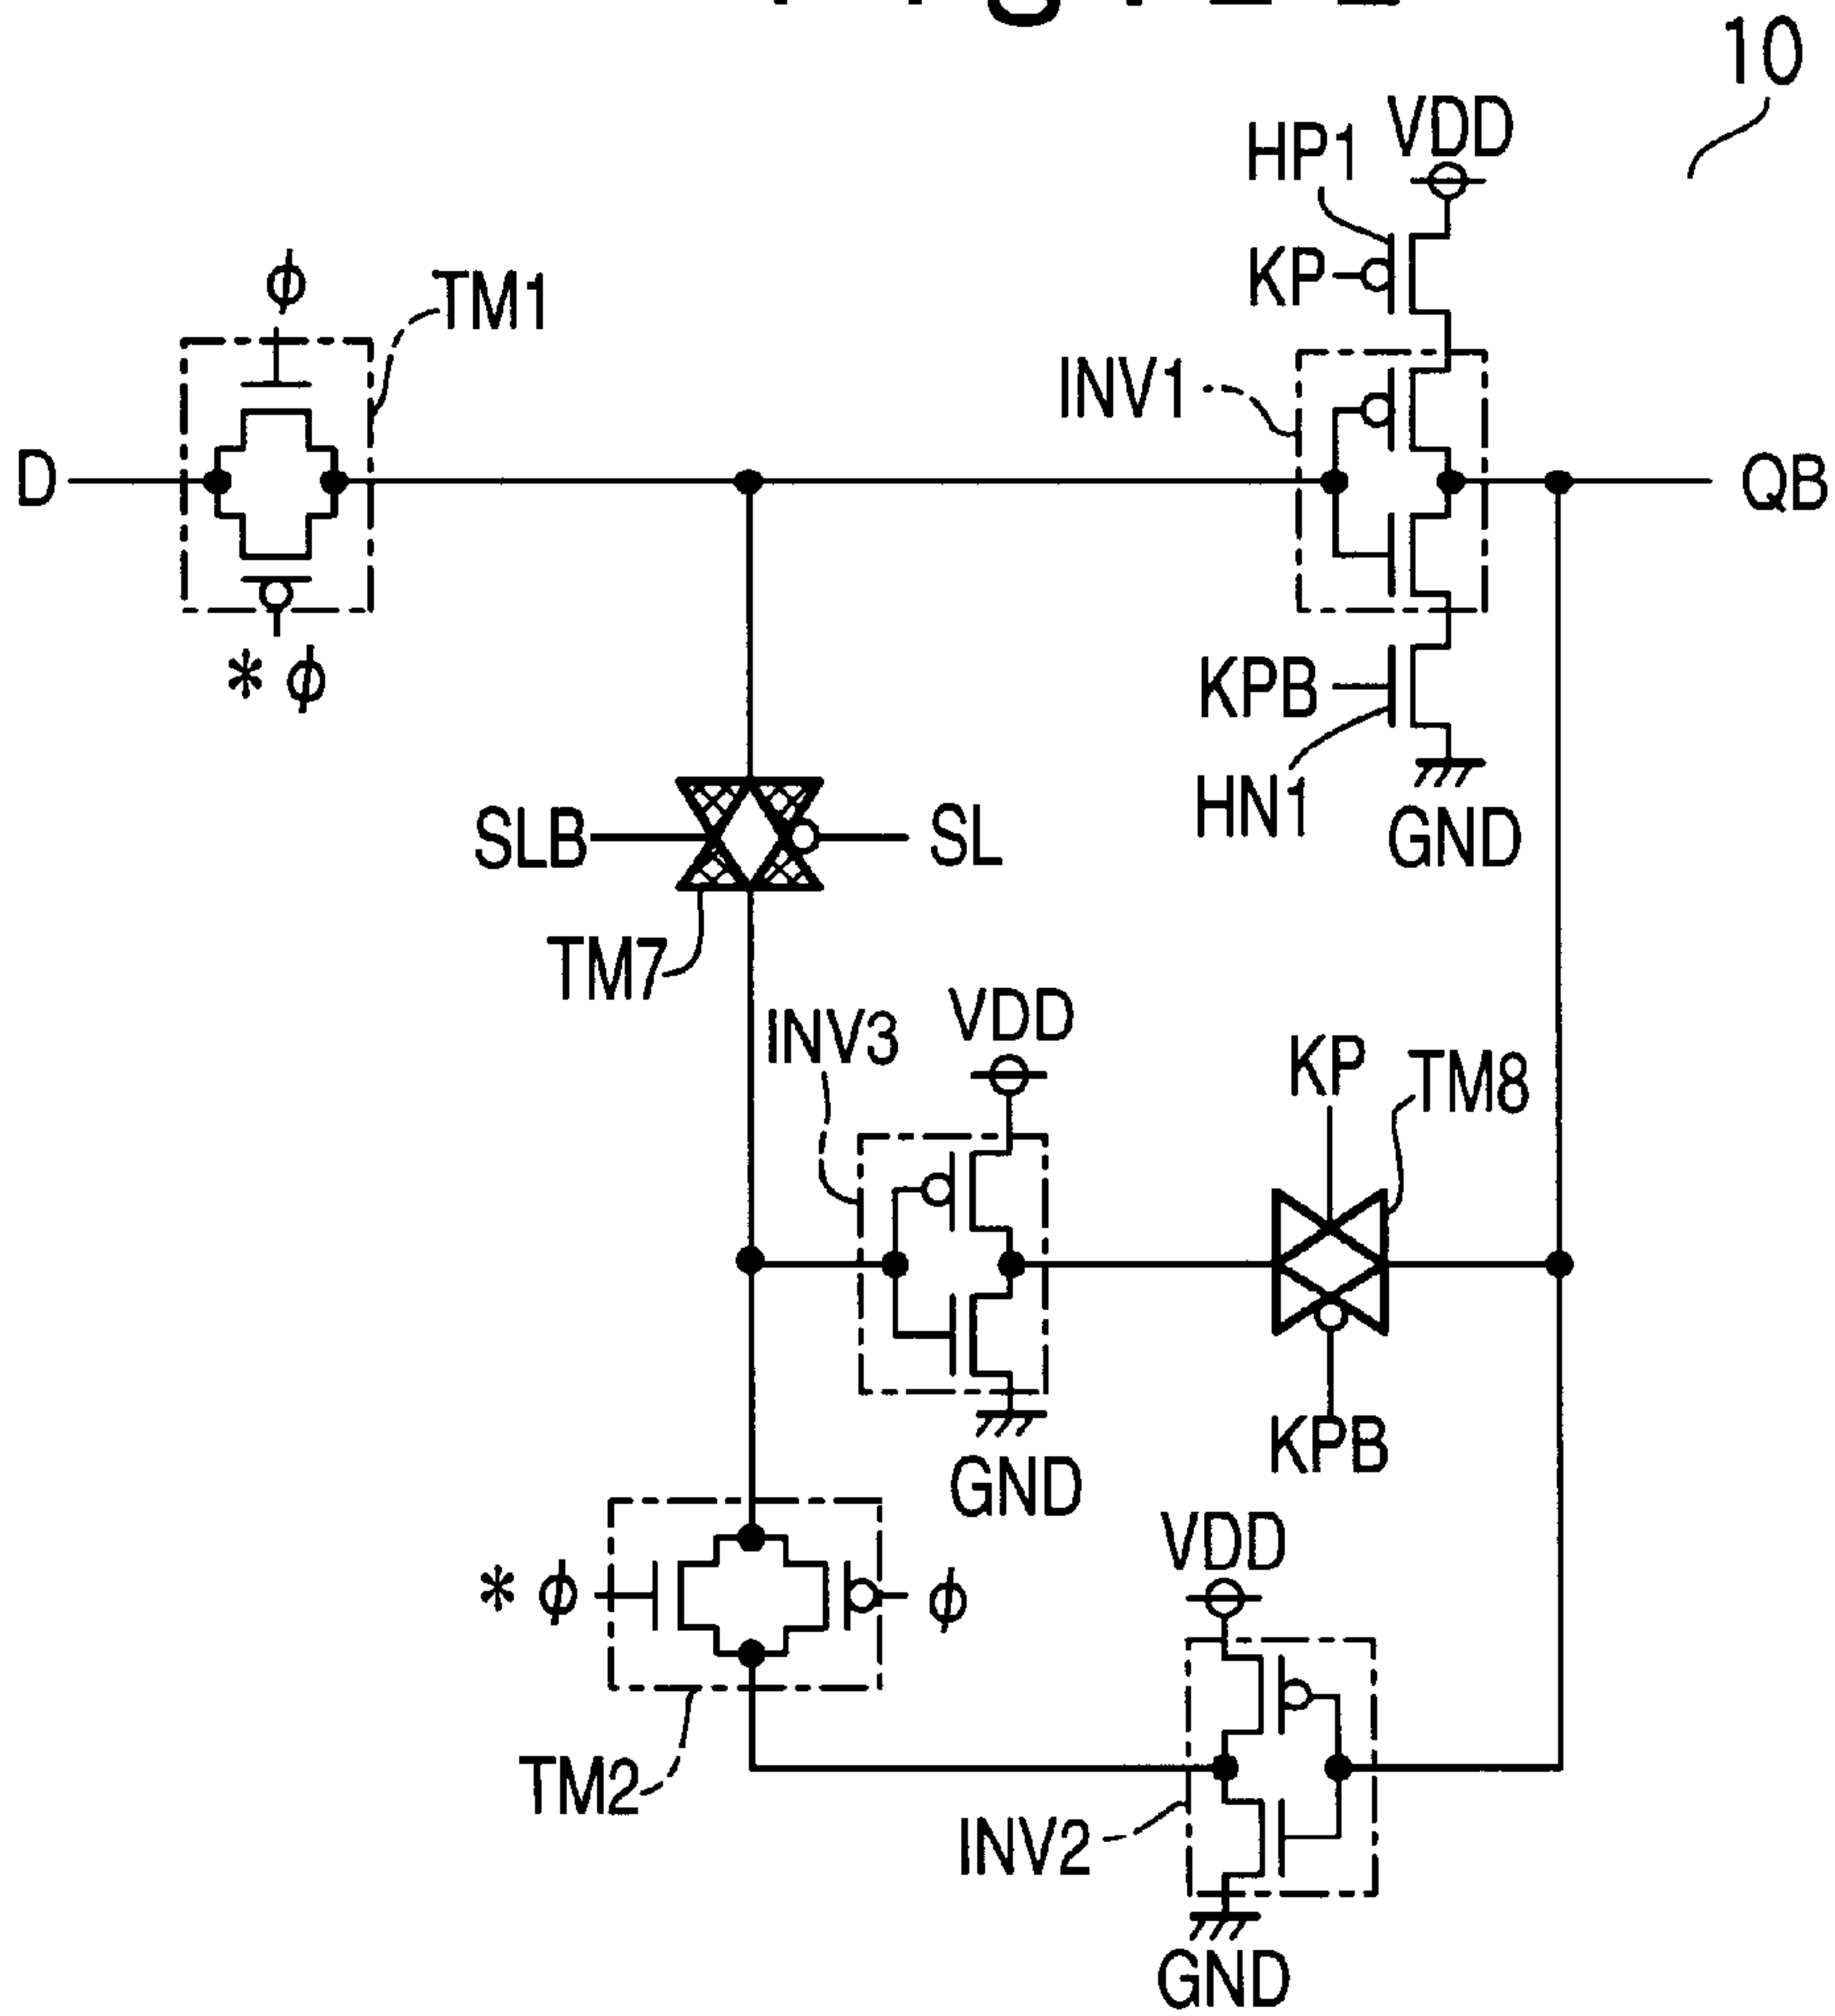 10
HP1 VDD
KP
φ
TM1
INV1
D
QB
* φ
KPB
HN1
GND
SLB
SL
TM7
INV3
VDD
KP
TM8
GND
KPB
* φ
φ
VDD
TM2
INV2
GND